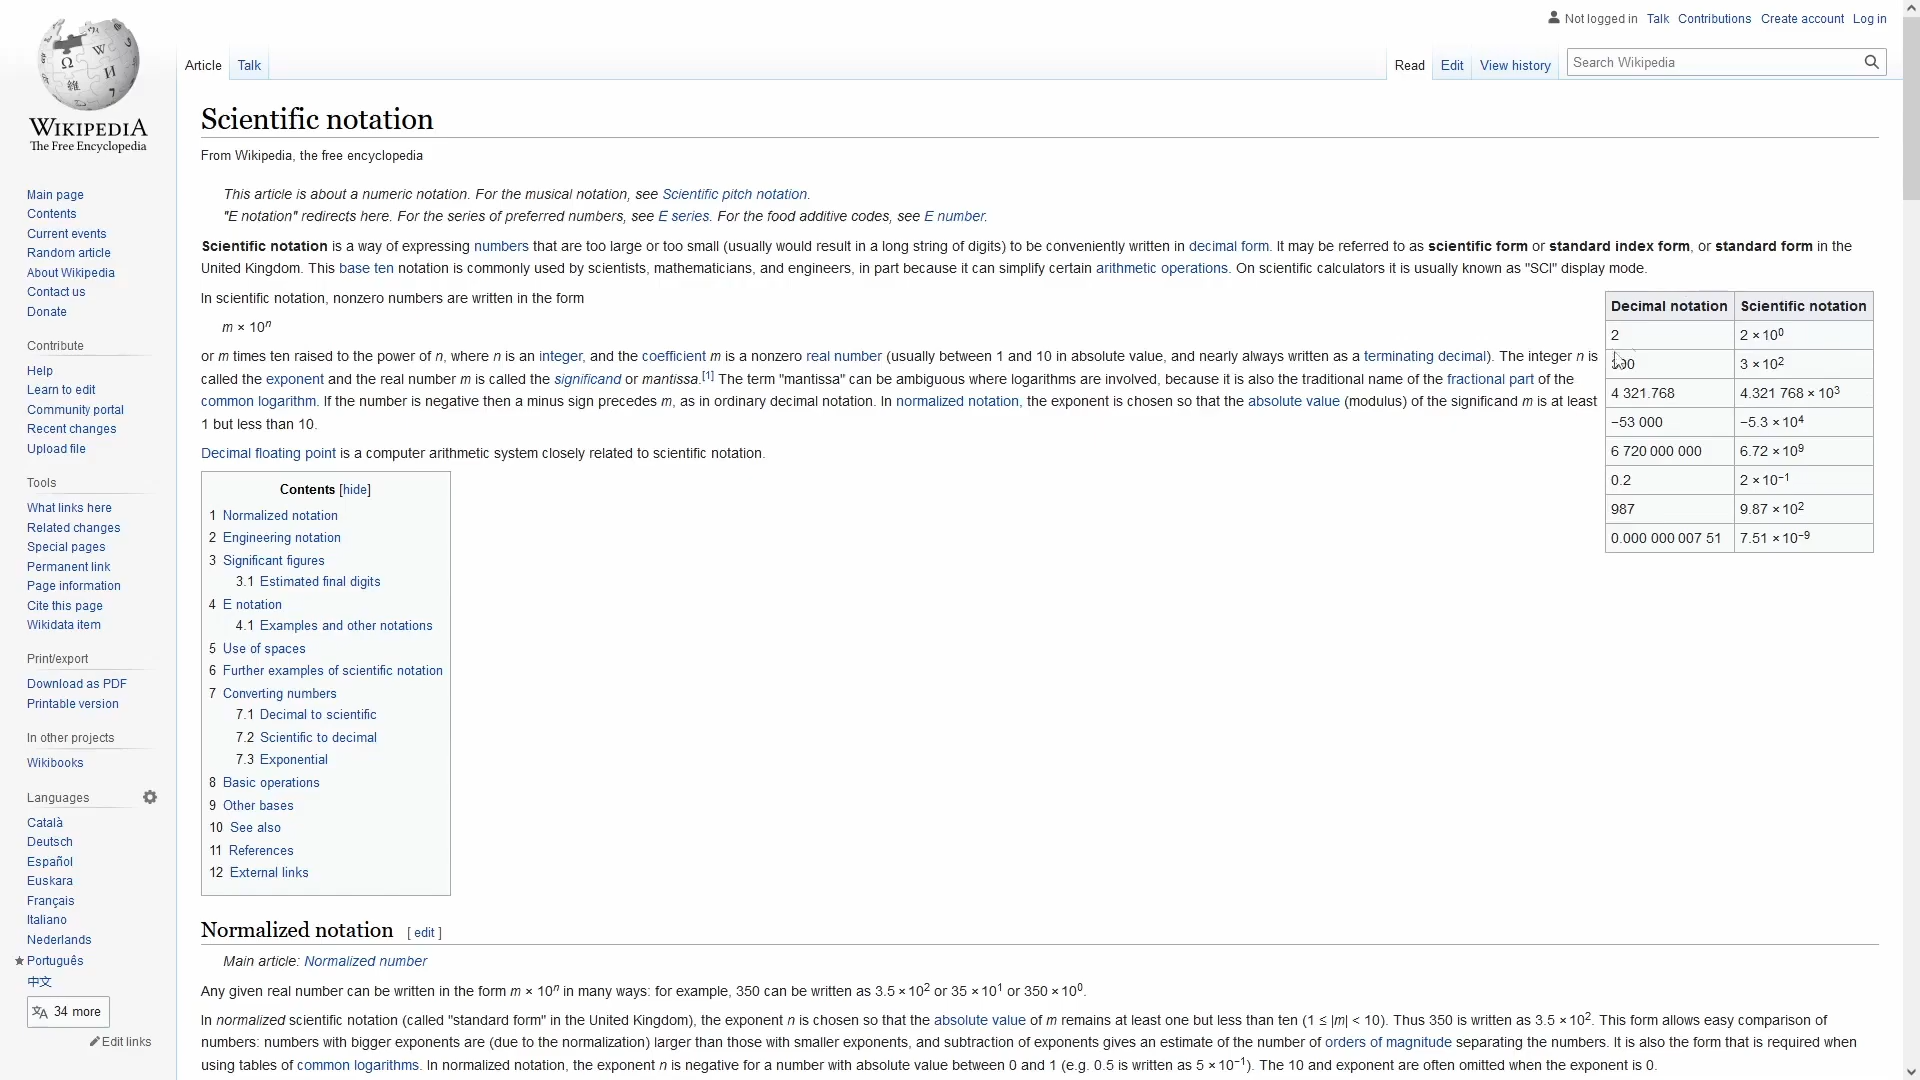 Not logged in Talk Contributions Create account Log in
Article Talk Read Edit View history Search Wikipedia
WIKIPEDIA
The Free Encyclopedia
Main page
Contents
Current events
Random article
About Wikipedia
Contact us
Donate
Contribute
Help
Learn to edit
Community portal
Recent changes
Upload file
Tools
What links here
Related changes
Special pages
Permanent link
Page information
Cite this page
Wikidata item
Print/export
Download as PDF
Printable version
In other projects
Wikibooks
Languages
Català
Deutsch
Español
Euskara
Français
Italiano
Nederlands
Português
中文
34 more
Edit links
Scientific notation
From Wikipedia, the free encyclopedia
This article is about a numeric notation. For the musical notation, see Scientific pitch notation.
"E notation" redirects here. For the series of preferred numbers, see E series. For the food additive codes, see E number.
Scientific notation is a way of expressing numbers that are too large or too small (usually would result in a long string of digits) to be conveniently written in decimal form. It may be referred to as scientific form or standard index form, or standard form in the
United Kingdom. This base ten notation is commonly used by scientists, mathematicians, and engineers, in part because it can simplify certain arithmetic operations. On scientific calculators it is usually known as "SCI" display mode.
In scientific notation, nonzero numbers are written in the form
m × 10ⁿ
or m times ten raised to the power of n, where n is an integer, and the coefficient m is a nonzero real number (usually between 1 and 10 in absolute value, and nearly always written as a terminating decimal). The integer n is
called the exponent and the real number m is called the significand or mantissa.[1] The term "mantissa" can be ambiguous where logarithms are involved, because it is also the traditional name of the fractional part of the
common logarithm. If the number is negative then a minus sign precedes m, as in ordinary decimal notation. In normalized notation, the exponent is chosen so that the absolute value (modulus) of the significand m is at least
1 but less than 10.
Decimal floating point is a computer arithmetic system closely related to scientific notation.
Decimal notation Scientific notation
2 2 × 10⁰
300 3 × 10²
4 321.768 4.321 768 × 10³
−53 000 −5.3 × 10⁴
6 720 000 000 6.72 × 10⁹
0.2 2 × 10⁻¹
987 9.87 × 10²
0.000 000 007 51 7.51 × 10⁻⁹
Contents [hide]
1 Normalized notation
2 Engineering notation
3 Significant figures
3.1 Estimated final digits
4 E notation
4.1 Examples and other notations
5 Use of spaces
6 Further examples of scientific notation
7 Converting numbers
7.1 Decimal to scientific
7.2 Scientific to decimal
7.3 Exponential
8 Basic operations
9 Other bases
10 See also
11 References
12 External links
Normalized notation [ edit ]
Main article: Normalized number
Any given real number can be written in the form m × 10ⁿ in many ways: for example, 350 can be written as 3.5 × 10² or 35 × 10¹ or 350 × 10⁰.
In normalized scientific notation (called "standard form" in the United Kingdom), the exponent n is chosen so that the absolute value of m remains at least one but less than ten (1 ≤ |m| < 10). Thus 350 is written as 3.5 × 10². This form allows easy comparison of
numbers: numbers with bigger exponents are (due to the normalization) larger than those with smaller exponents, and subtraction of exponents gives an estimate of the number of orders of magnitude separating the numbers. It is also the form that is required when
using tables of common logarithms. In normalized notation, the exponent n is negative for a number with absolute value between 0 and 1 (e.g. 0.5 is written as 5 × 10⁻¹). The 10 and exponent are often omitted when the exponent is 0.